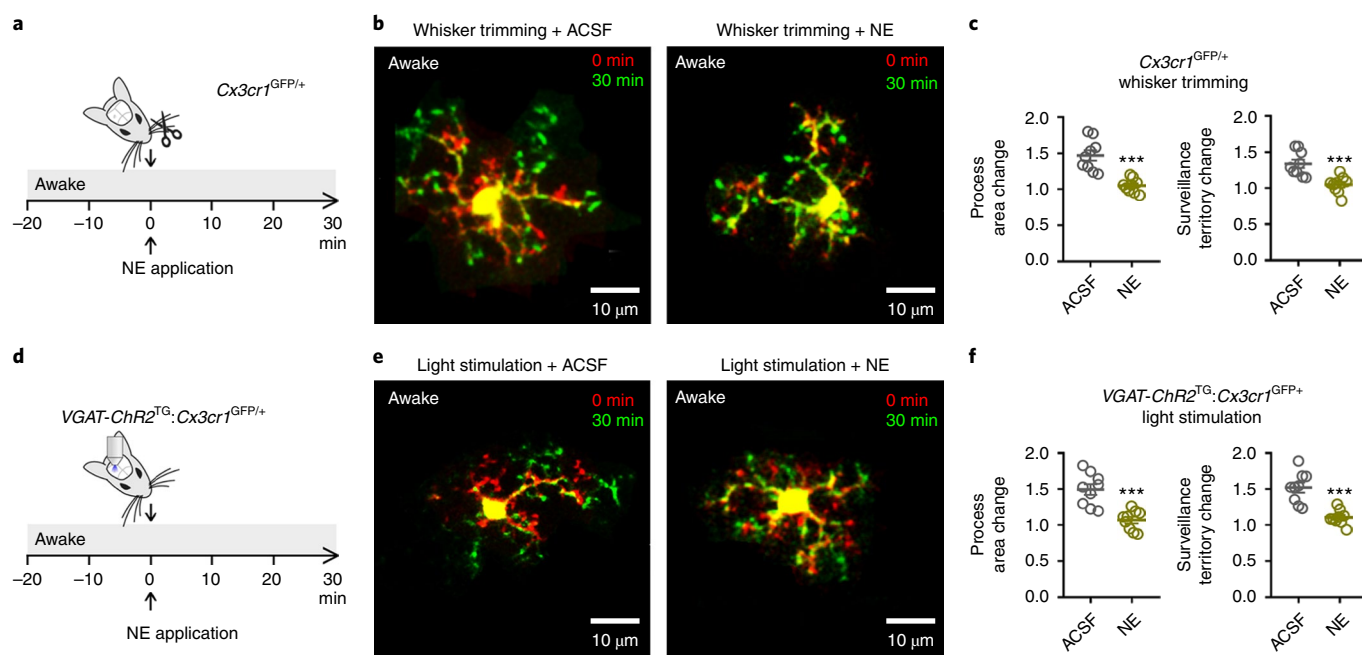 a
Cx3cr1GFP/+
Awake
−20 −10 0 10 20 30
min
NE application
b
Whisker trimming + ACSF
Awake
0 min
30 min
10 μm
Whisker trimming + NE
Awake
0 min
30 min
10 μm
c
Cx3cr1GFP/+
whisker trimming
Process
area change
2.0
1.5
1.0
0.5
0.0
***
ACSF
NE
Surveillance
territory change
2.0
1.5
1.0
0.5
0.0
***
ACSF
NE
d
VGAT-ChR2TG:Cx3cr1GFP/+
Awake
−20 −10 0 10 20 30
min
NE application
e
Light stimulation + ACSF
Awake
0 min
30 min
10 μm
Light stimulation + NE
Awake
0 min
30 min
10 μm
f
VGAT-ChR2TG:Cx3cr1GFP+
light stimulation
Process
area change
2.0
1.5
1.0
0.5
0.0
***
ACSF
NE
Surveillance
territory change
2.0
1.5
1.0
0.5
0.0
***
ACSF
NE